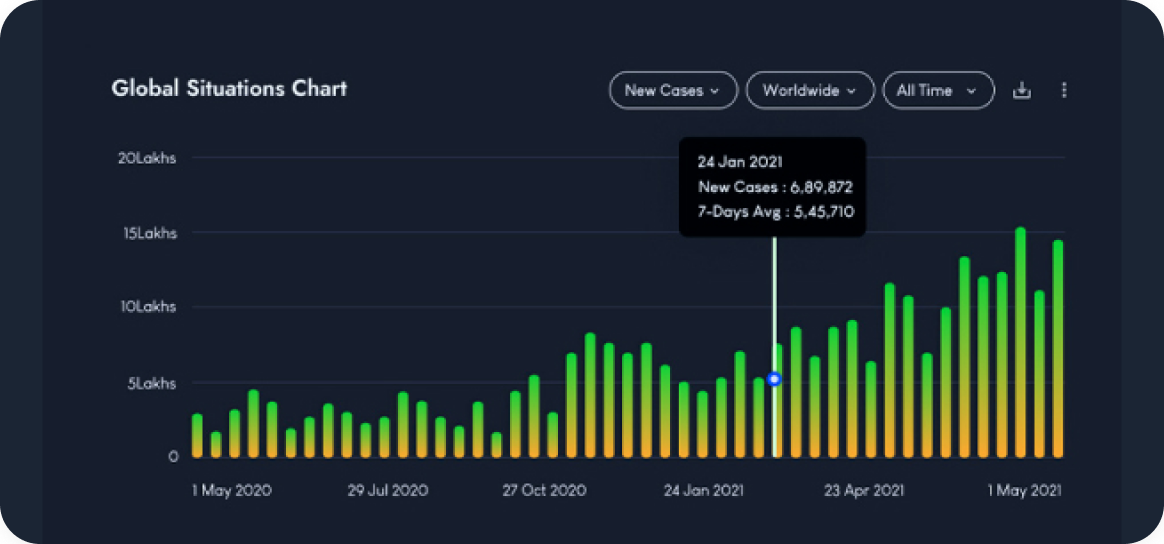 Global Situations Chart
New Cases
Worldwide
All Time
20Lakhs
15Lakhs
10Lakhs
5Lakhs
0
24 Jan 2021
New Cases : 6,89,872
7-Days Avg : 5,45,710
1 May 2020
29 Jul 2020
27 Oct 2020
24 Jan 2021
23 Apr 2021
1 May 2021